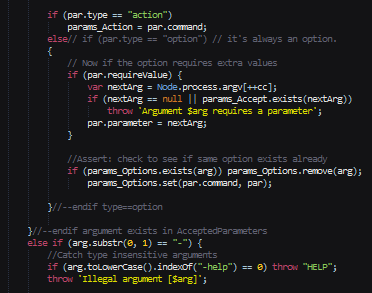 if (par.type == "action")
params_Action = par.command;
else// if (par.type == "option") // it's always an option.
{
// Now if the option requires extra values
if (par.requireValue) {
var nextArg = Node.process.argv[++cc];
if (nextArg == null || params_Accept.exists(nextArg))
throw 'Argument $arg requires a parameter';
par.parameter = nextArg;
}
//Assert: check to see if same option exists already
if (params_Options.exists(arg)) params_Options.remove(arg);
params_Options.set(par.command, par);
}//--endif type==option
}//--endif argument exists in AcceptedParameters
else if (arg.substr(0, 1) == "-") {
//Catch type insensitive arguments
if (arg.toLowerCase().indexOf("-help") == 0) throw "HELP";
throw 'Illegal argument [$arg]';